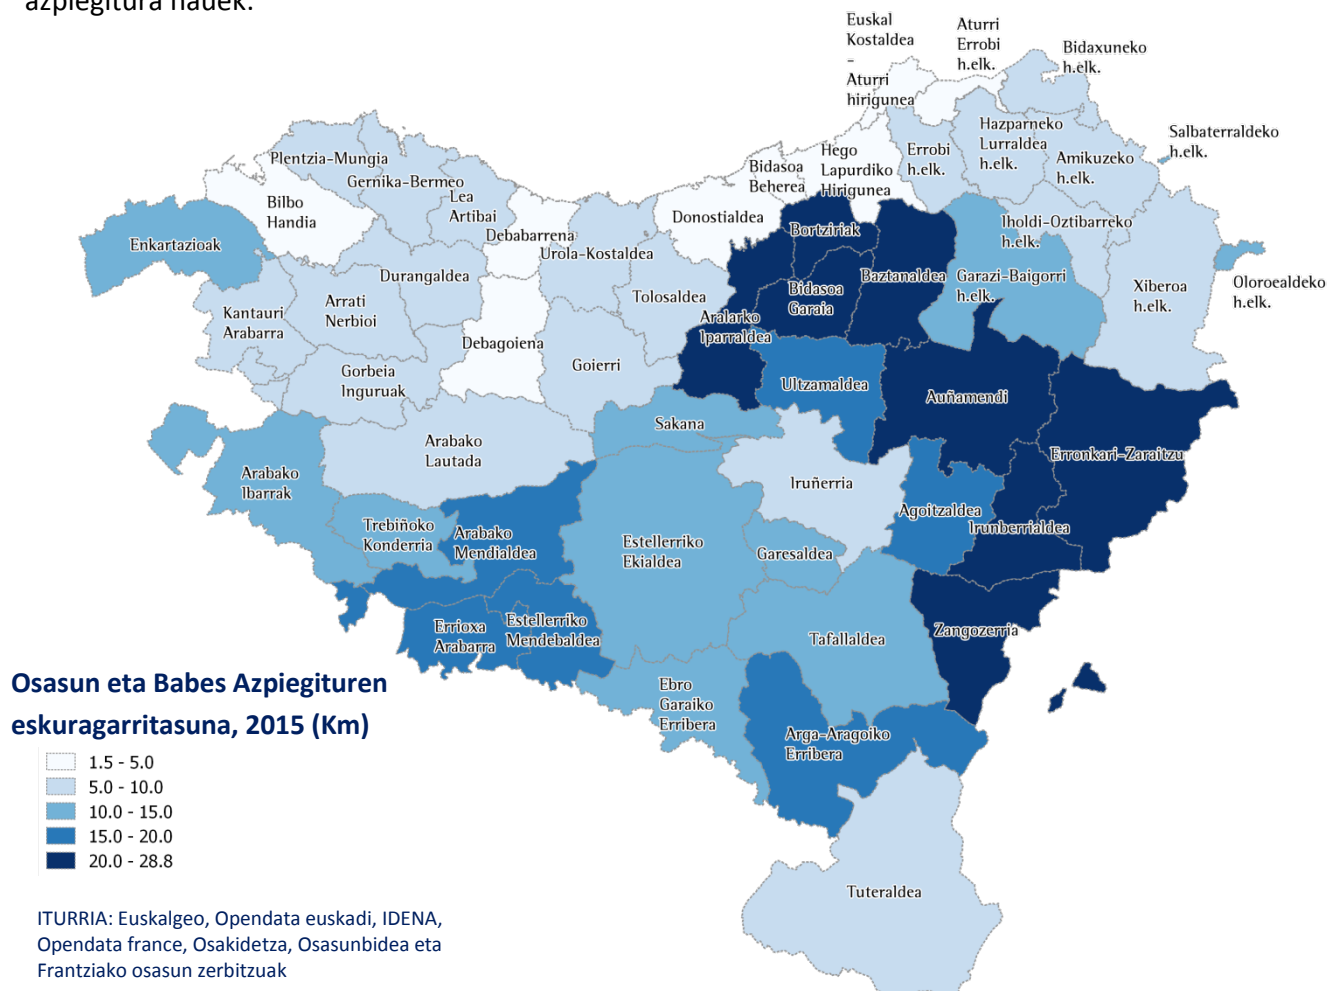 azpiegitura hauek.
Euskal
Kostaldea
-
Aturri
hirigunea
Aturri
Errobi
h.elk.
Bidaxuneko
h.elk.
Salbaterraldeko
h.elk.
Hazparneko
Lurraldea
h.elk.
Amikuzeko
h.elk.
Errobi
h.elk.
Hego
Lapurdiko
Hirigunea
Bidasoa
Beherea
Plentzia-Mungia
Gernika-Bermeo
Lea
Artibai
Bilbo
Handia
Donostialdea
Debabarrena
Enkartazioak
Urola-Kostaldea
Bortziriak
Iholdi-Oztibarreko
h.elk.
Durangaldea
Baztanaldea
Garazi-Baigorri
h.elk.
Oloroealdeko
h.elk.
Xiberoa
h.elk.
Bidasoa
Garaia
Tolosaldea
Arrati
Nerbioi
Kantauri
Arabarra
Aralarko
Iparraldea
Debagoiena
Goierri
Gorbeia
Inguruak
Ultzamaldea
Auñamendi
Sakana
Arabako
Lautada
Erronkari-Zaraitzu
Arabako
Ibarrak
Iruñerria
Agoitzaldea
Irunberrialdea
Trebiñoko
Konderria
Arabako
Mendialdea
Estellerriko
Ekialdea
Garesaldea
Errioxa
Arabarra
Estellerriko
Mendebaldea
Tafallaldea
Zangozerria
Ebro
Garaiko
Erribera
Arga-Aragoiko
Erribera
Tuteraldea
Osasun eta Babes Azpiegituren
eskuragarritasuna, 2015 (Km)
1.5 - 5.0
5.0 - 10.0
10.0 - 15.0
15.0 - 20.0
20.0 - 28.8
ITURRIA: Euskalgeo, Opendata euskadi, IDENA,
Opendata france, Osakidetza, Osasunbidea eta
Frantziako osasun zerbitzuak